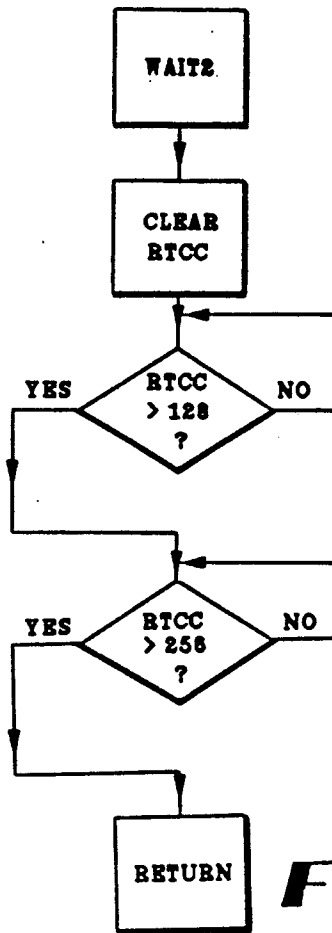 WAIT2
CLEAR
RTCC
RTCC
YES
NO
> 128
?
RTCC
YES
NO
> 256
?
RETURN
F